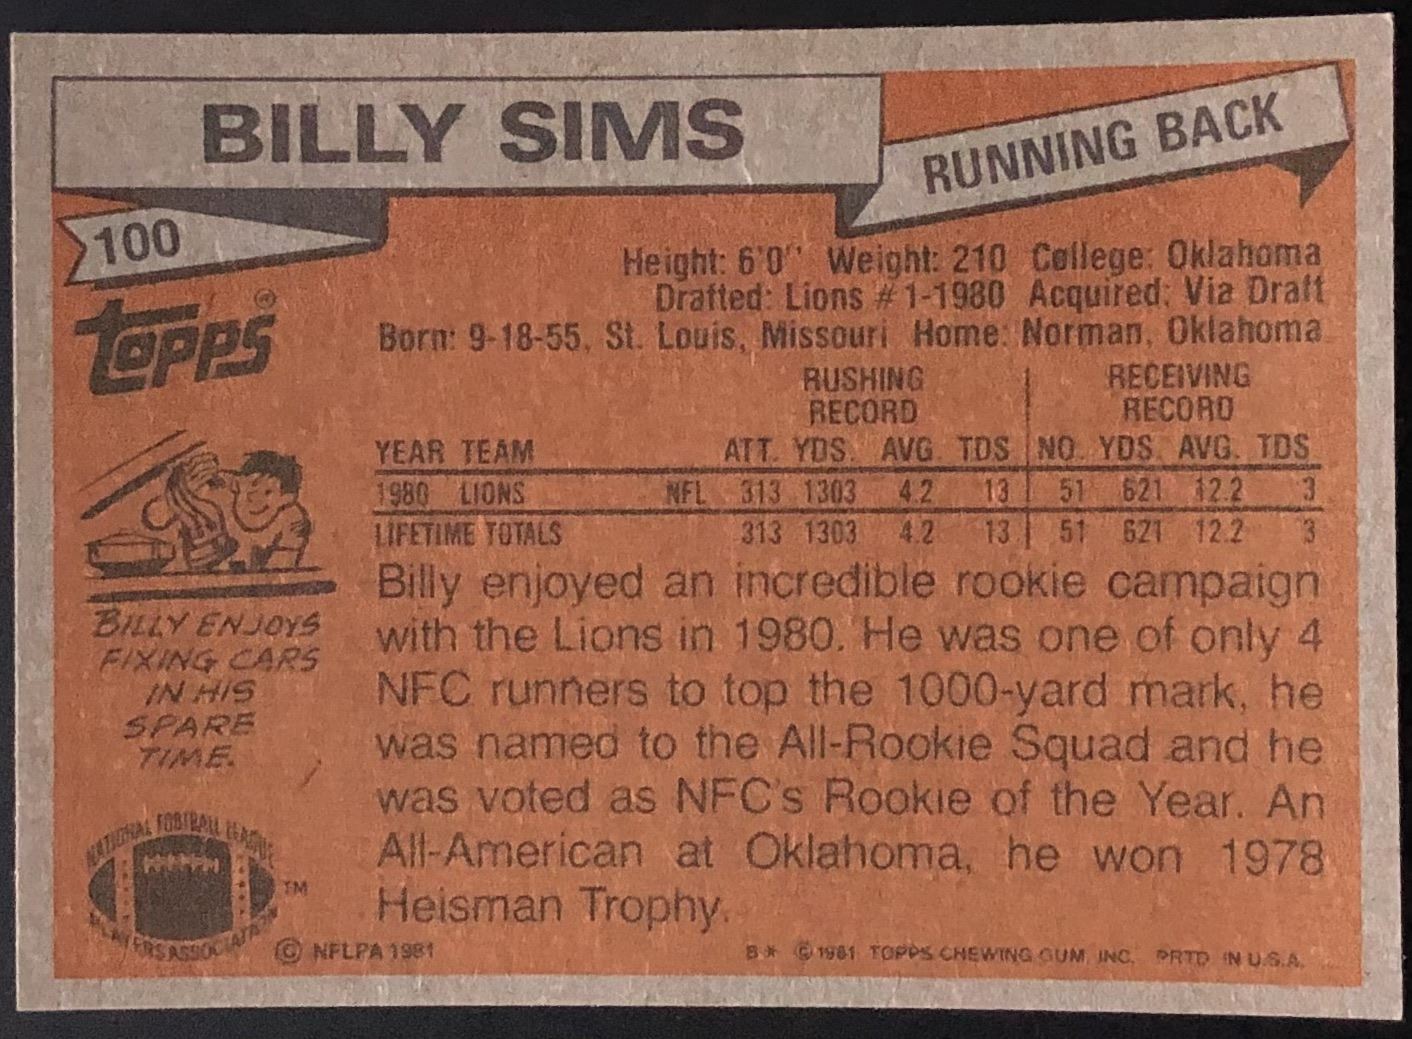 BILLY SIMS
RUNNING BACK
100
topps®
Height: 6'0" Weight: 210 College: Oklahoma
Drafted: Lions #1-1980 Acquired: Via Draft
Born: 9-18-55, St. Louis, Missouri Home: Norman, Oklahoma
RUSHING RECEIVING
RECORD RECORD
YEAR TEAM ATT. YDS. AVG. TDS NO. YDS. AVG. TDS
1980 LIONS NFL 313 1303 4.2 13 51 621 12.2 3
LIFETIME TOTALS 313 1303 4.2 13 51 621 12.2 3
Billy enjoyed an incredible rookie campaign
with the Lions in 1980. He was one of only 4
NFC runners to top the 1000-yard mark, he
was named to the All-Rookie Squad and he
was voted as NFC's Rookie of the Year. An
All-American at Oklahoma, he won 1978
Heisman Trophy.
BILLY ENJOYS
FIXING CARS
IN HIS
SPARE
TIME.
NATIONAL FOOTBALL LEAGUE
PLAYERS ASSOCIATION
TM
© NFLPA 1981
B* © 1981 TOPPS CHEWING GUM, INC. PRTD. IN U.S.A.